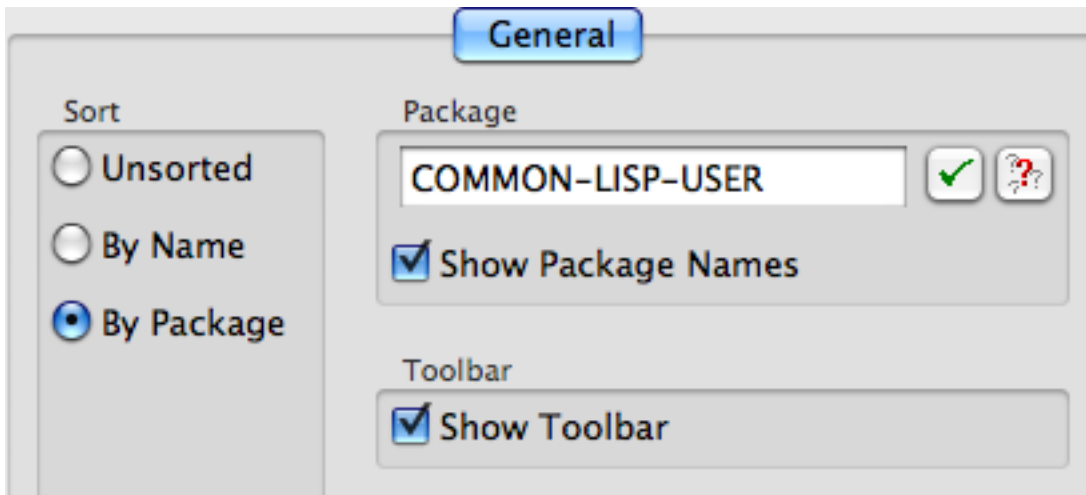 General
Sort
Unsorted
By Name
By Package
Package
COMMON-LISP-USER
Show Package Names
Toolbar
Show Toolbar